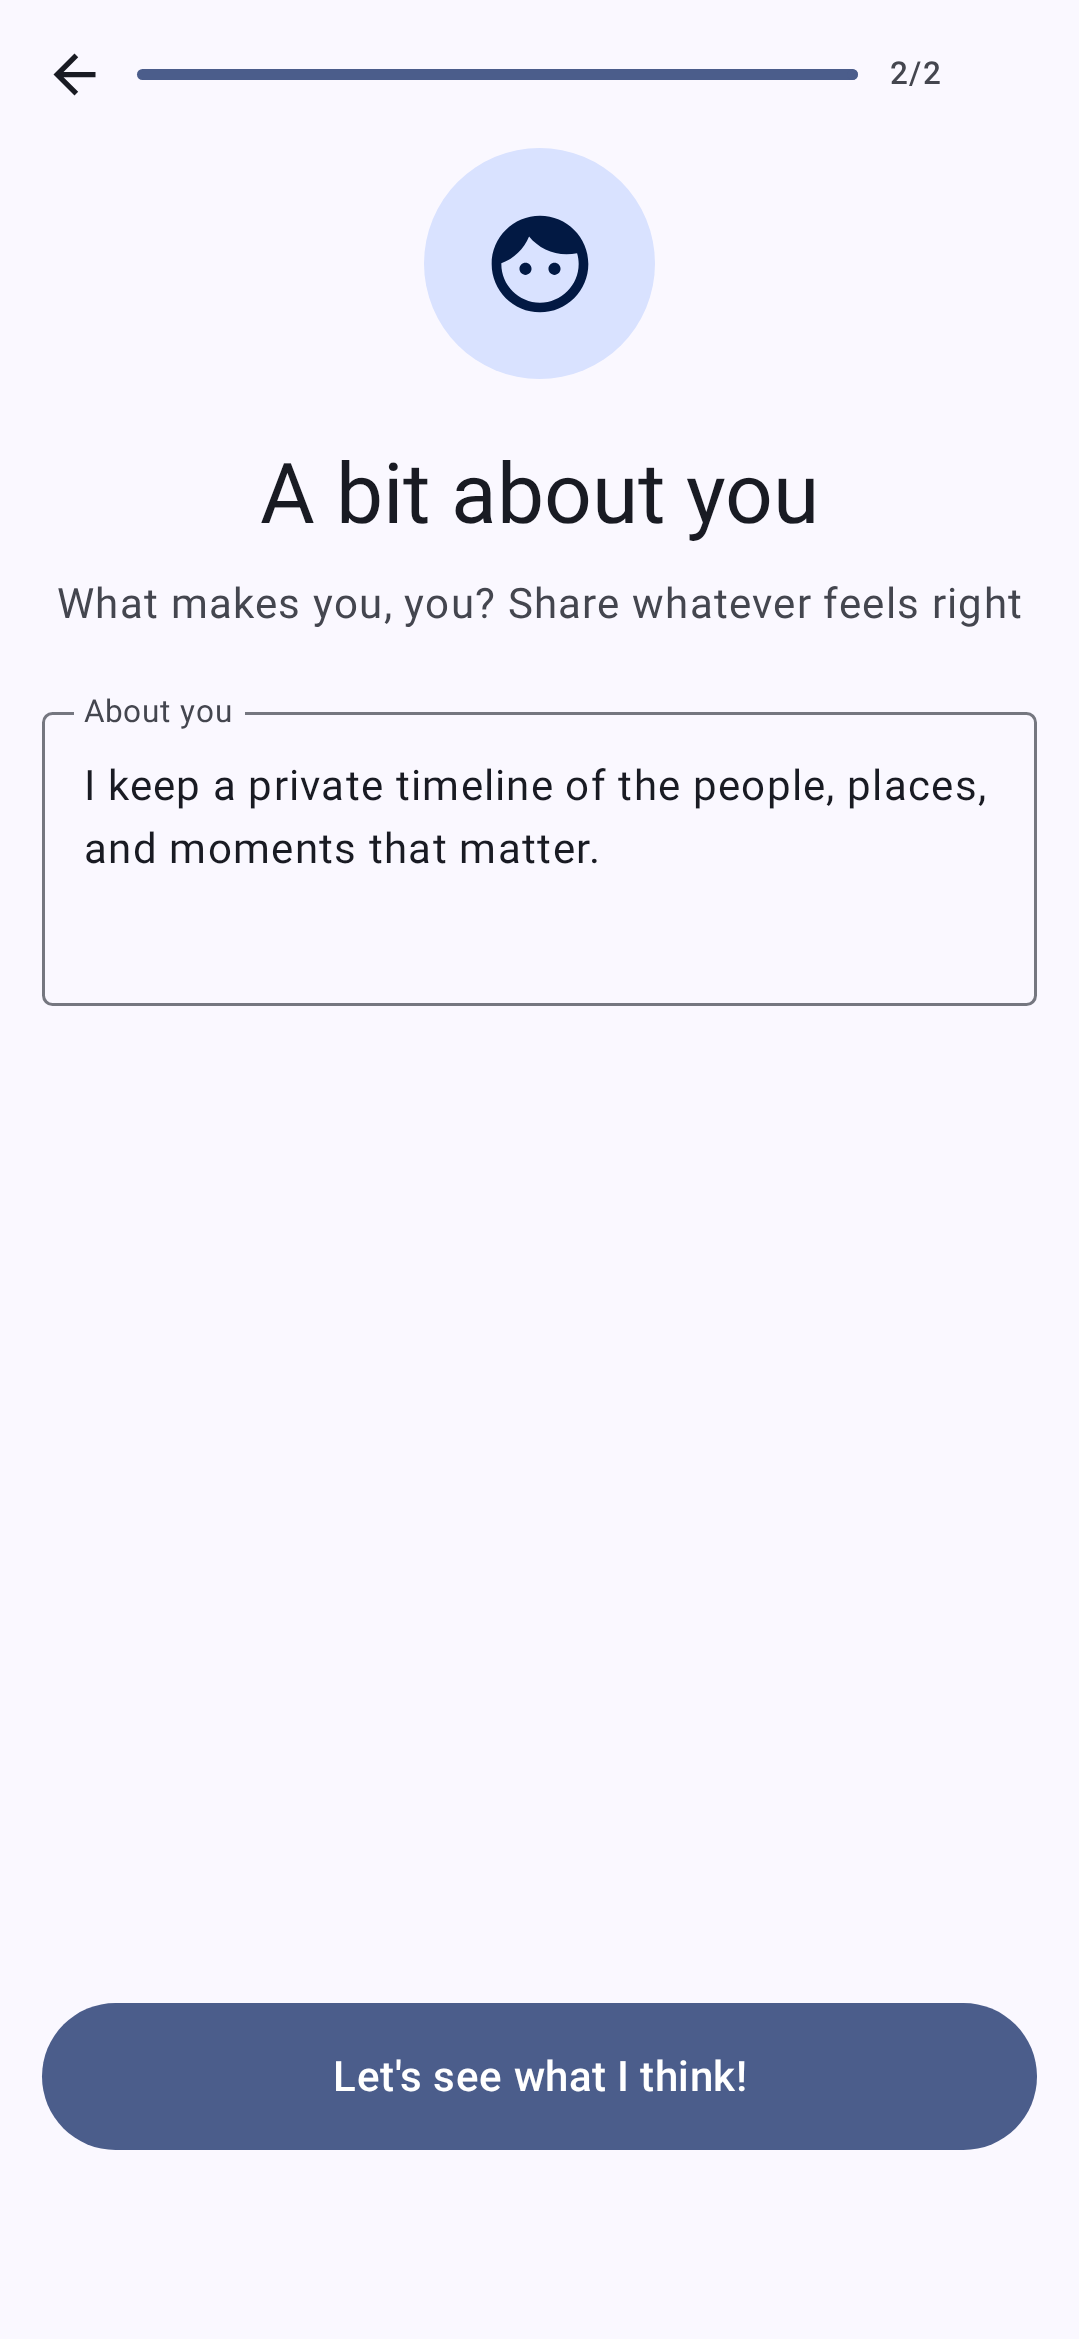 2/2
A bit about you
What makes you, you? Share whatever feels right
About you
I keep a private timeline of the people, places,
and moments that matter.
Let's see what I think!